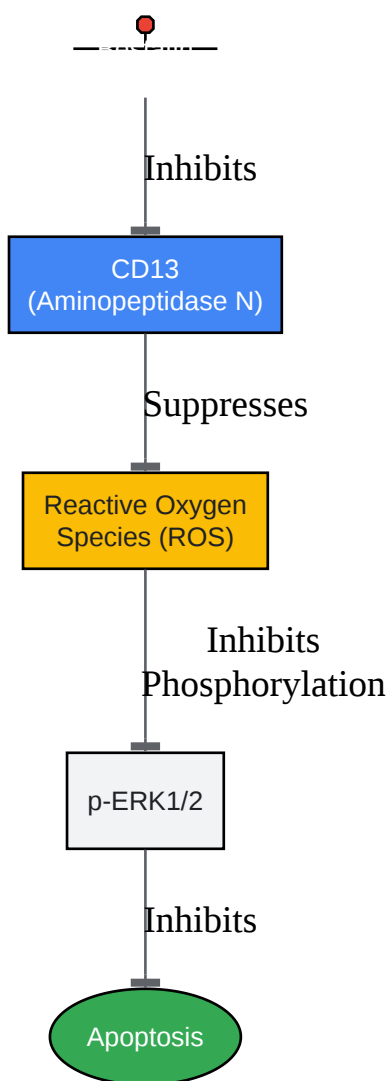 Inhibits
CD13
(Aminopeptidase N)
Suppresses
Reactive Oxygen
Species (ROS)
Inhibits
Phosphorylation
p-ERK1/2
Inhibits
Apoptosis